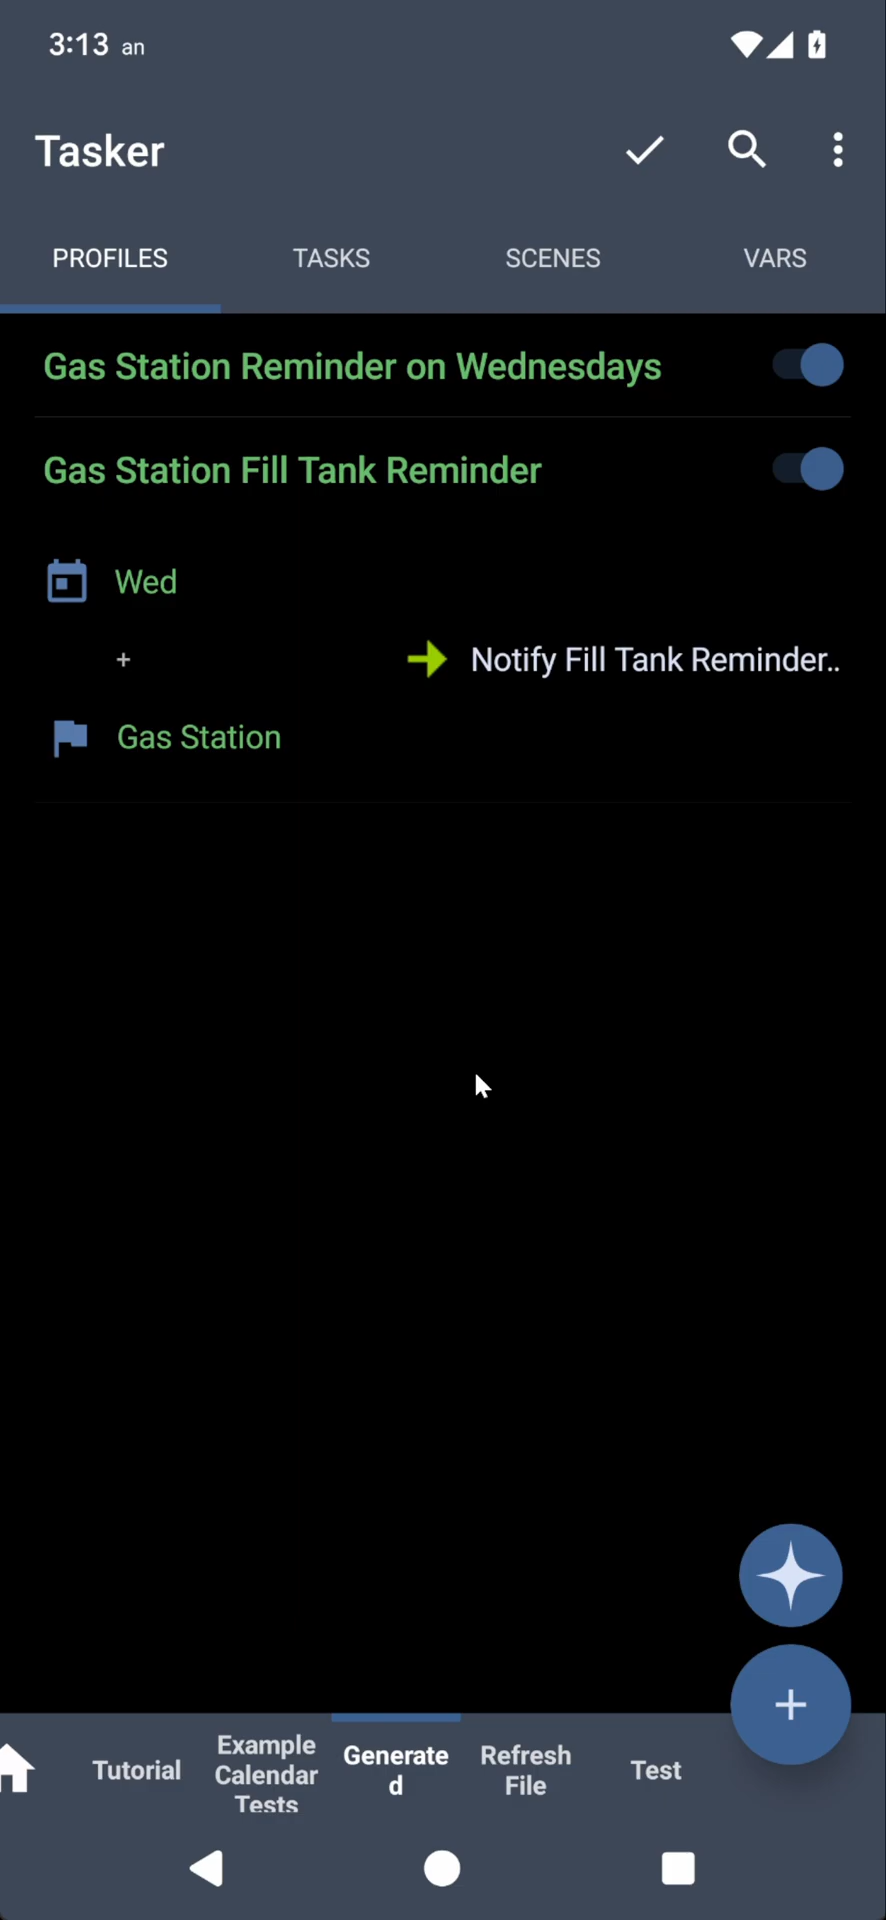 3:13 an
Tasker
PROFILES TASKS SCENES VARS
Gas Station Reminder on Wednesdays
Gas Station Fill Tank Reminder
Wed
+ Notify Fill Tank Reminder..
Gas Station
+
Tutorial
Example
Calendar
Tests
Generate
d
Refresh
File
Test